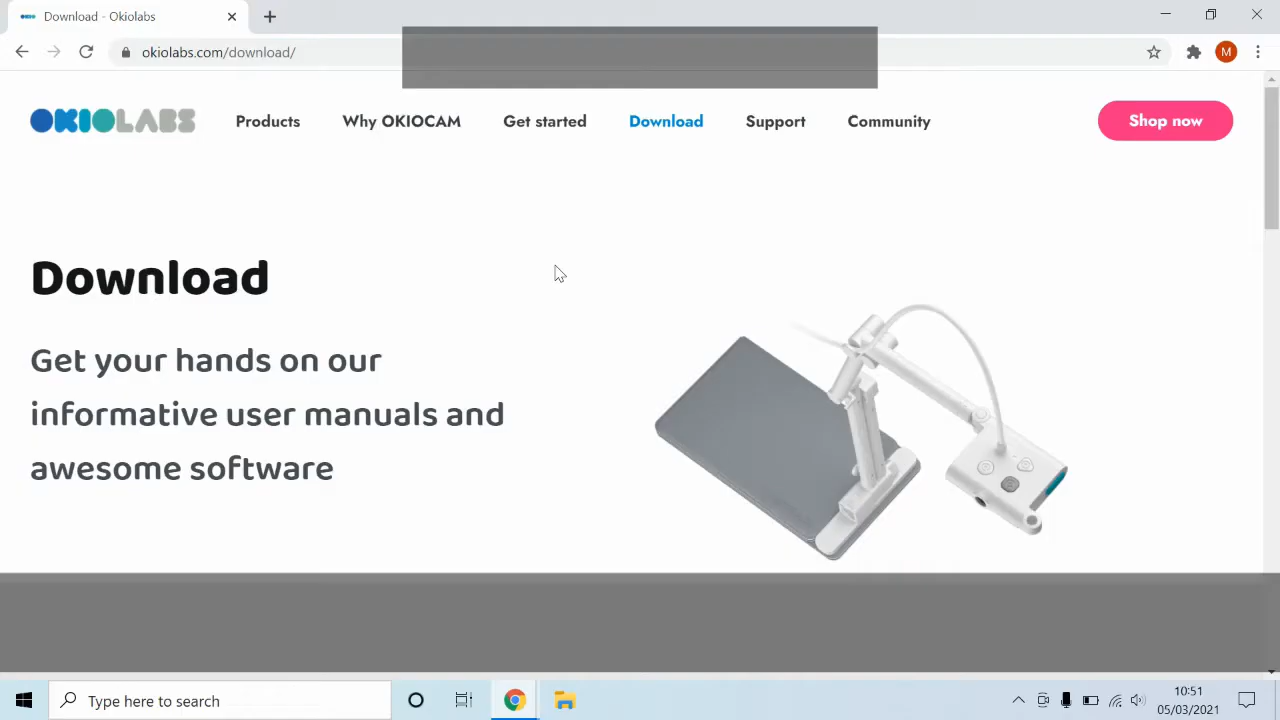 Download - Okiolabs
okiolabs.com/download/
M
OKIOLABS
Products
Why OKIOCAM
Get started
Download
Support
Community
Shop now
Download
Get your hands on our
informative user manuals and
awesome software
Type here to search
10:51
05/03/2021